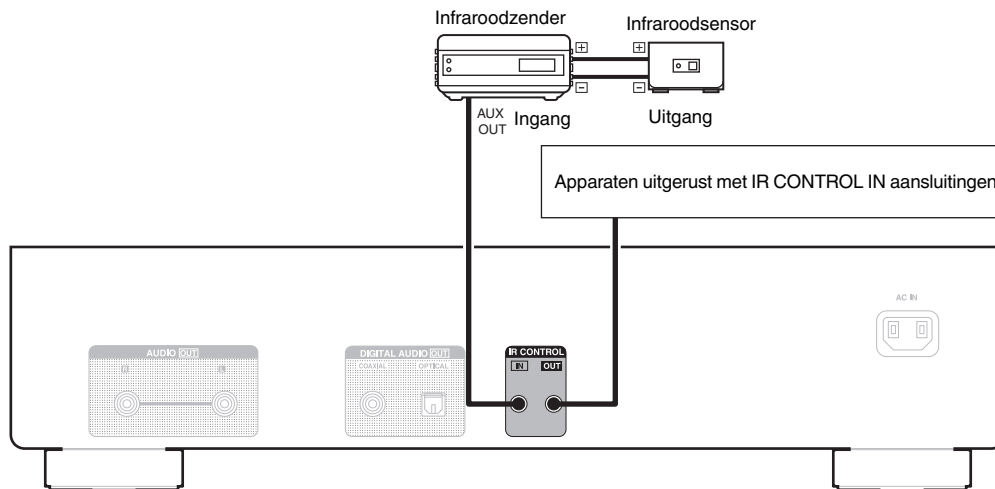 Infraroodzender
Infraroodsensor
+
+
-
-
AUX
OUT
Ingang
Uitgang
Apparaten uitgerust met IR CONTROL IN aansluitingen
AC IN
AUDIO OUT
L
R
DIGITAL AUDIO OUT
COAXIAL
OPTICAL
IR CONTROL
IN
OUT